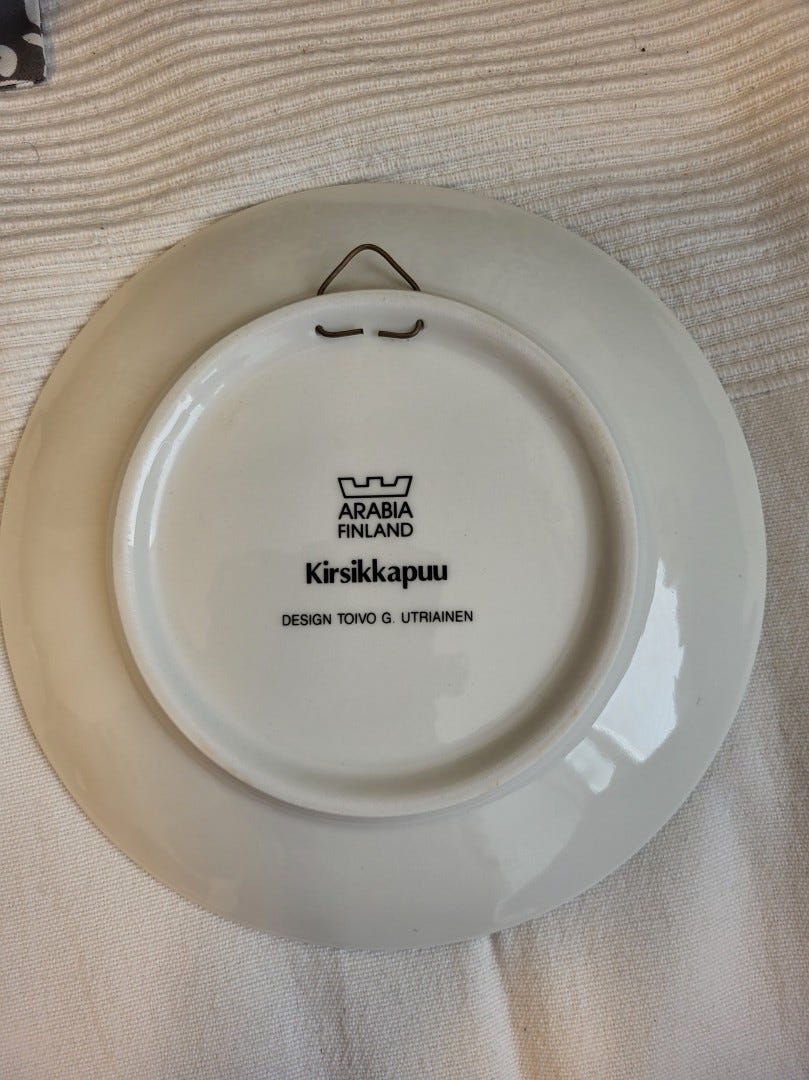 ARABIA
FINLAND
Kirsikkapuu
DESIGN TOIVO G. UTRIAINEN